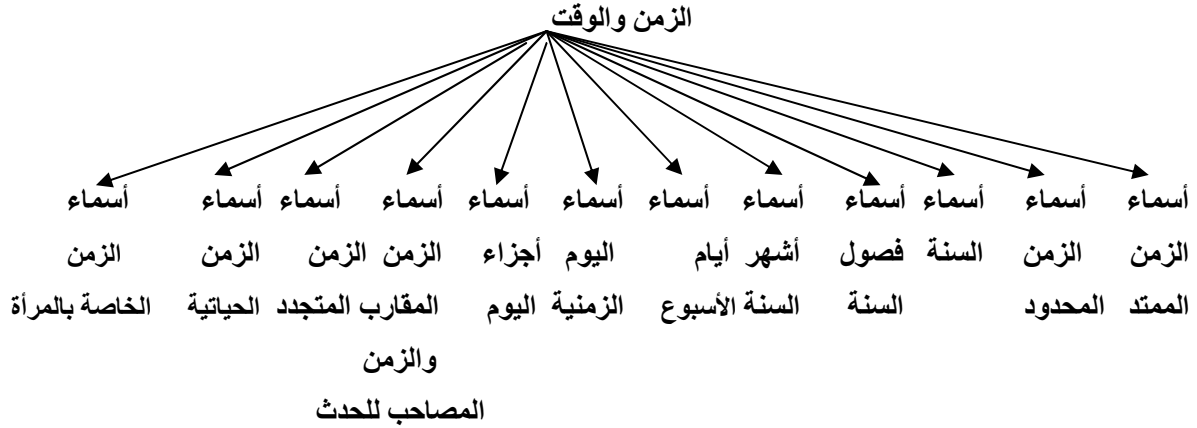 الزمن والوقت
أسماء أسماء أسماء أسماء أسماء أسماء أسماء أسماء أسماء أسماء أسماء أسماء
الزمن الزمن السنة فصول أشهر أيام اليوم أجزاء الزمن الزمن الزمن الزمن
الممتد المحدود السنة السنة الأسبوع الزمنية اليوم المقارب المتجدد الحياتية الخاصة بالمرأة
والزمن
المصاحب للحدث